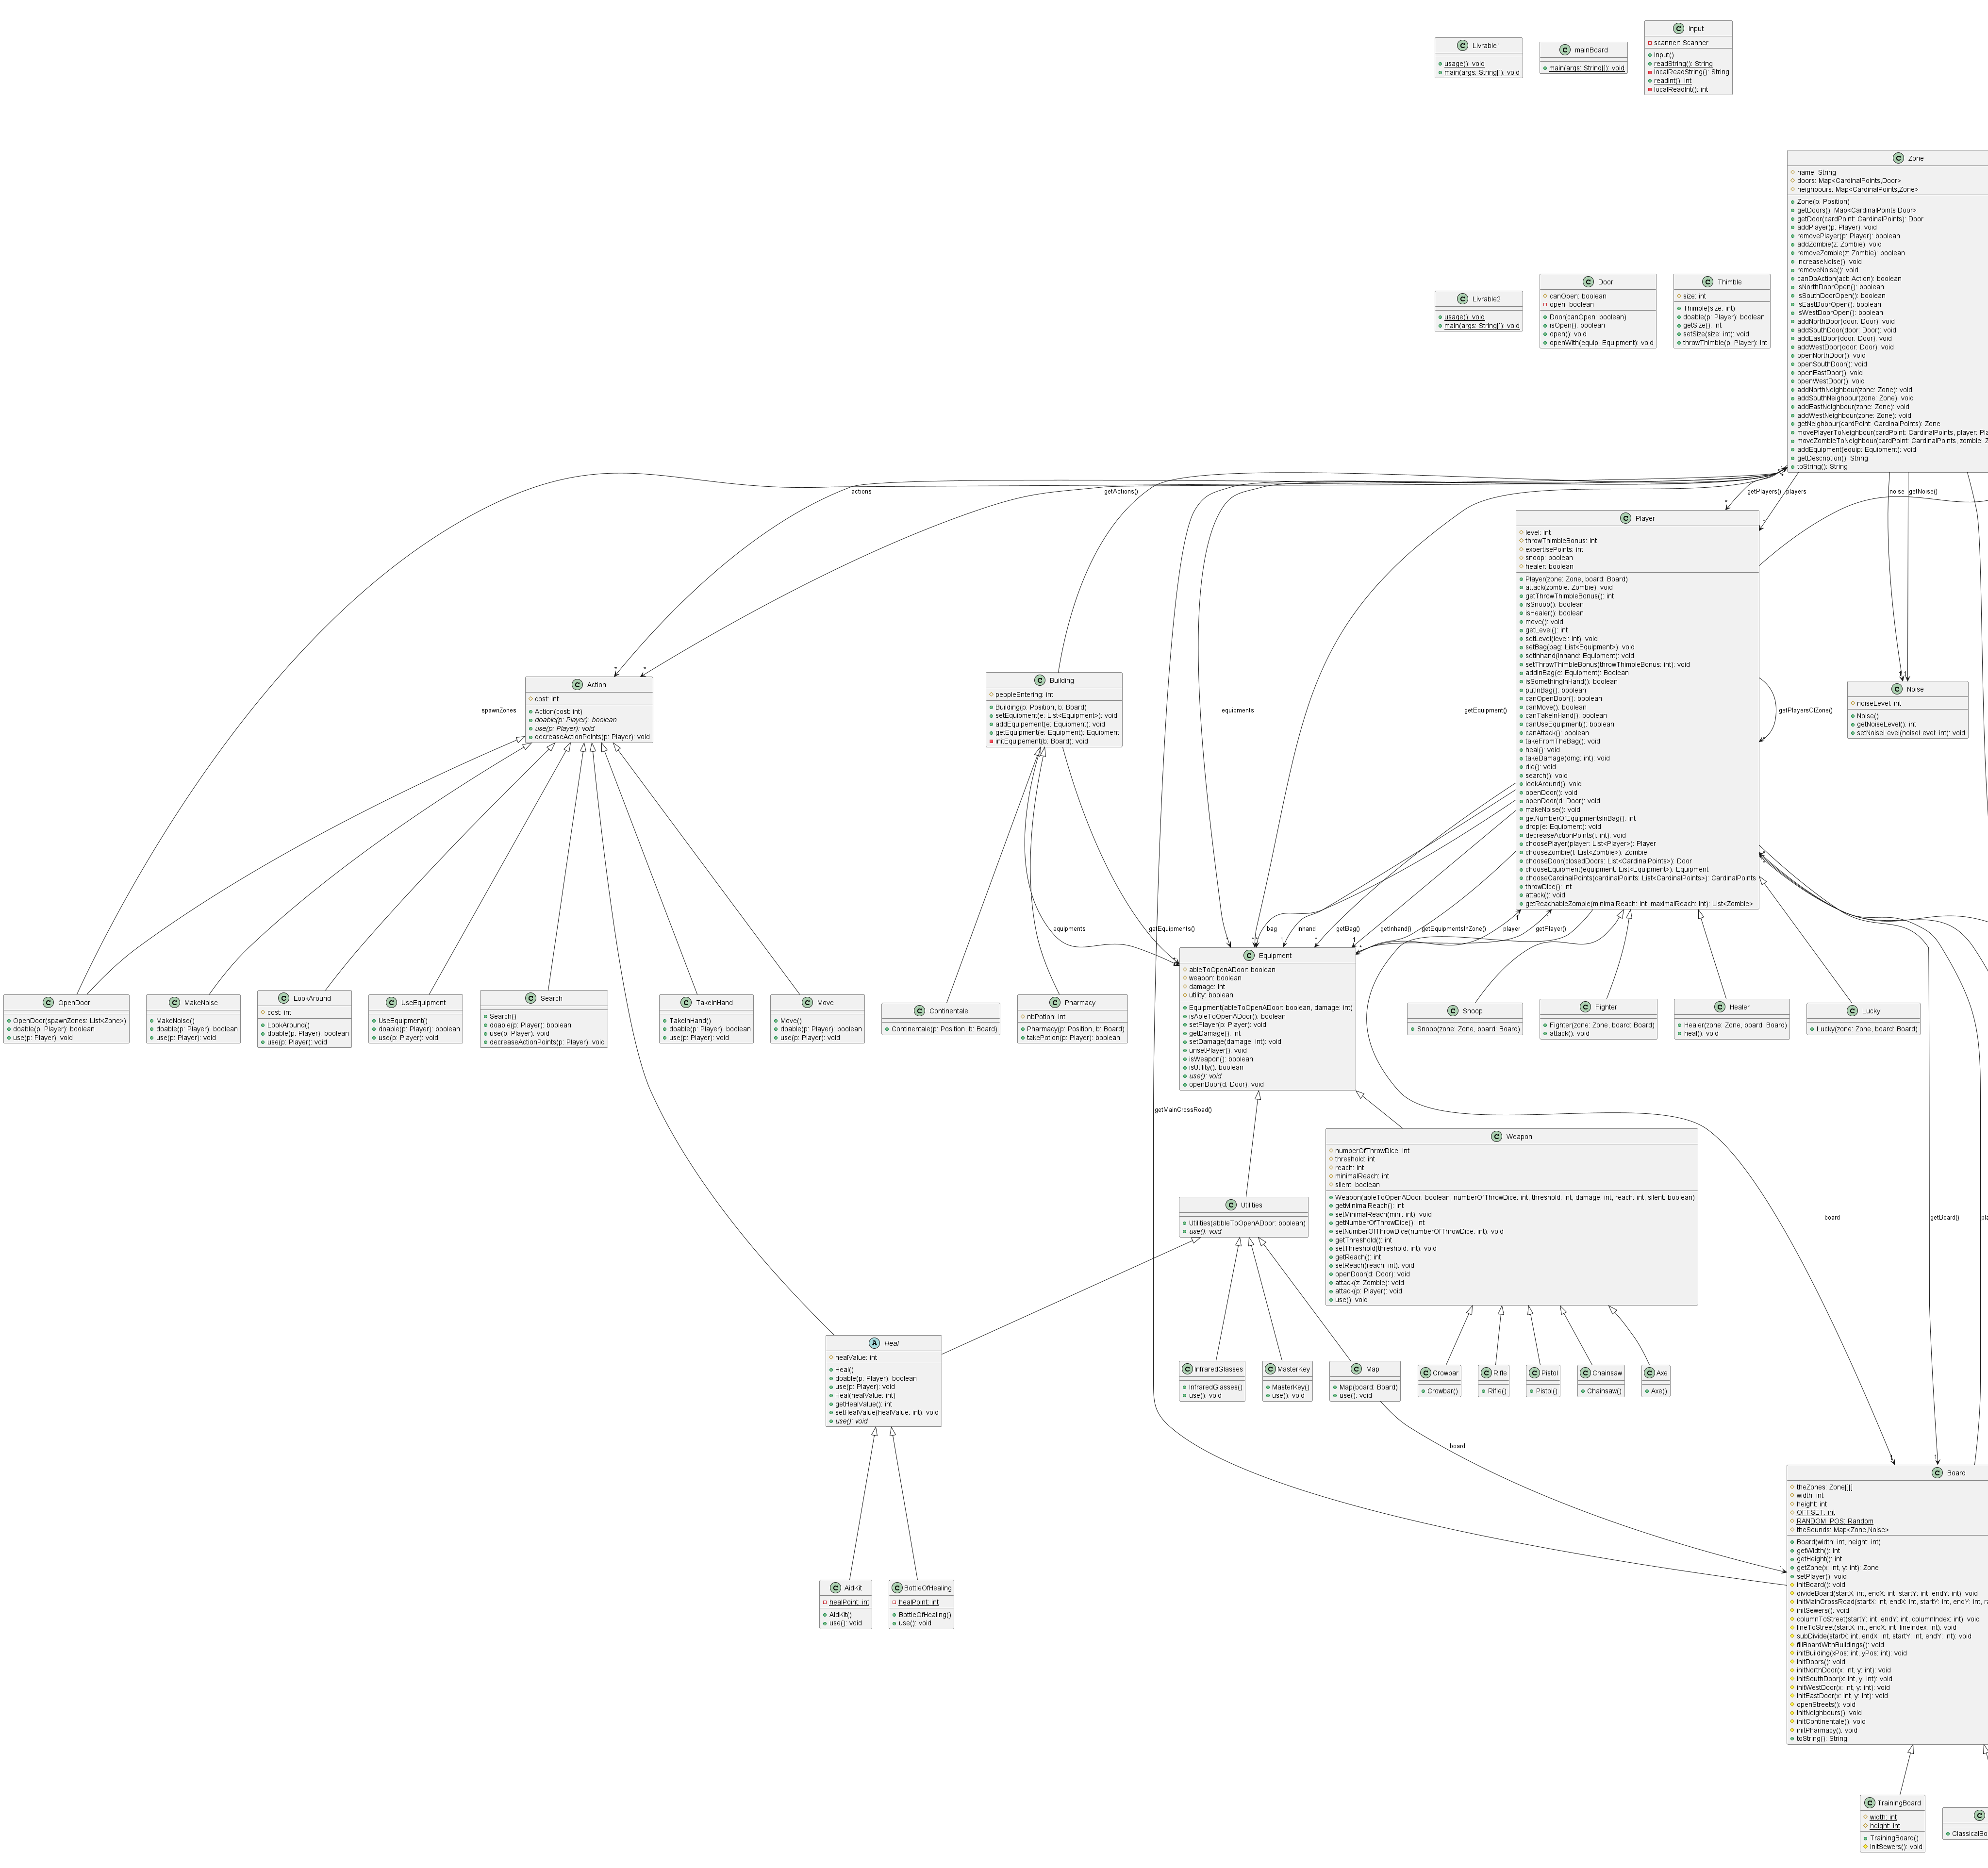 C Livrable1
usage(): void
main(args: String[]): void
C mainBoard
main(args: String[]): void
C Input
scanner: Scanner
Input()
readString(): String
localReadString(): String
readInt(): int
localReadInt(): int
C Livrable2
usage(): void
main(args: String[]): void
C Door
canOpen: boolean
open: boolean
Door(canOpen: boolean)
isOpen(): boolean
open(): void
openWith(equip: Equipment): void
C Thimble
size: int
Thimble(size: int)
doable(p: Player): boolean
getSize(): int
setSize(size: int): void
throwThimble(p: Player): int
C Zone
name: String
doors: Map<CardinalPoints,Door>
neighbours: Map<CardinalPoints,Zone>
Zone(p: Position)
getDoors(): Map<CardinalPoints,Door>
getDoor(cardPoint: CardinalPoints): Door
addPlayer(p: Player): void
removePlayer(p: Player): boolean
addZombie(z: Zombie): void
removeZombie(z: Zombie): boolean
increaseNoise(): void
removeNoise(): void
canDoAction(act: Action): boolean
isNorthDoorOpen(): boolean
isSouthDoorOpen(): boolean
isEastDoorOpen(): boolean
isWestDoorOpen(): boolean
addNorthDoor(door: Door): void
addSouthDoor(door: Door): void
addEastDoor(door: Door): void
addWestDoor(door: Door): void
openNorthDoor(): void
openSouthDoor(): void
openEastDoor(): void
openWestDoor(): void
addNorthNeighbour(zone: Zone): void
addSouthNeighbour(zone: Zone): void
addEastNeighbour(zone: Zone): void
addWestNeighbour(zone: Zone): void
getNeighbour(cardPoint: CardinalPoints): Zone
movePlayerToNeighbour(cardPoint: CardinalPoints, player: Pla
moveZombieToNeighbour(cardPoint: CardinalPoints, zombie: Z
addEquipment(equip: Equipment): void
getDescription(): String
toString(): String
actions
getActions()
getPlayers()
players
noise
getNoise()
C Player
level: int
throwThimbleBonus: int
expertisePoints: int
snoop: boolean
healer: boolean
Player(zone: Zone, board: Board)
attack(zombie: Zombie): void
getThrowThimbleBonus(): int
isSnoop(): boolean
isHealer(): boolean
move(): void
getLevel(): int
setLevel(level: int): void
setBag(bag: List<Equipment>): void
setInhand(inhand: Equipment): void
setThrowThimbleBonus(throwThimbleBonus: int): void
addInBag(e: Equipment): Boolean
isSomethingInHand(): boolean
putInBag(): boolean
canOpenDoor(): boolean
canMove(): boolean
canTakeInHand(): boolean
canUseEquipment(): boolean
canAttack(): boolean
takeFromTheBag(): void
heal(): void
takeDamage(dmg: int): void
die(): void
search(): void
lookAround(): void
openDoor(): void
openDoor(d: Door): void
makeNoise(): void
getNumberOfEquipmentsInBag(): int
drop(e: Equipment): void
decreaseActionPoints(i: int): void
choosePlayer(player: List<Player>): Player
chooseZombie(l: List<Zombie>): Zombie
chooseDoor(closedDoors: List<CardinalPoints>): Door
chooseEquipment(equipment: List<Equipment>): Equipment
chooseCardinalPoints(cardinalPoints: List<CardinalPoints>): CardinalPoints
throwDice(): int
attack(): void
getReachableZombie(minimalReach: int, maximalReach: int): List<Zombie>
spawnZones
C Action
cost: int
Action(cost: int)
doable(p: Player): boolean
use(p: Player): void
decreaseActionPoints(p: Player): void
C Building
peopleEntering: int
Building(p: Position, b: Board)
setEquipment(e: List<Equipment>): void
addEquipement(e: Equipment): void
getEquipment(e: Equipment): Equipment
initEquipement(b: Board): void
equipments
getEquipment()
getPlayersOfZone()
C Noise
noiseLevel: int
Noise()
getNoiseLevel(): int
setNoiseLevel(noiseLevel: int): void
equipments
getEquipments()
bag
inhand
getBag()
getInhand()
getEquipmentsInZone()
player
getPlayer()
C OpenDoor
OpenDoor(spawnZones: List<Zone>)
doable(p: Player): boolean
use(p: Player): void
C MakeNoise
MakeNoise()
doable(p: Player): boolean
use(p: Player): void
C LookAround
cost: int
LookAround()
doable(p: Player): boolean
use(p: Player): void
C UseEquipment
UseEquipment()
doable(p: Player): boolean
use(p: Player): void
C Search
Search()
doable(p: Player): boolean
use(p: Player): void
decreaseActionPoints(p: Player): void
C TakeInHand
TakeInHand()
doable(p: Player): boolean
use(p: Player): void
C Move
Move()
doable(p: Player): boolean
use(p: Player): void
C Continentale
Continentale(p: Position, b: Board)
C Pharmacy
nbPotion: int
Pharmacy(p: Position, b: Board)
takePotion(p: Player): boolean
C Equipment
ableToOpenADoor: boolean
weapon: boolean
damage: int
utility: boolean
Equipment(ableToOpenADoor: boolean, damage: int)
isAbleToOpenADoor(): boolean
setPlayer(p: Player): void
getDamage(): int
setDamage(damage: int): void
unsetPlayer(): void
isWeapon(): boolean
isUtility(): boolean
use(): void
openDoor(d: Door): void
C Snoop
Snoop(zone: Zone, board: Board)
C Fighter
Fighter(zone: Zone, board: Board)
attack(): void
C Healer
Healer(zone: Zone, board: Board)
heal(): void
C Lucky
Lucky(zone: Zone, board: Board)
getMainCrossRoad()
C Weapon
numberOfThrowDice: int
threshold: int
reach: int
minimalReach: int
silent: boolean
Weapon(ableToOpenADoor: boolean, numberOfThrowDice: int, threshold: int, damage: int, reach: int, silent: boolean)
getMinimalReach(): int
setMinimalReach(mini: int): void
getNumberOfThrowDice(): int
setNumberOfThrowDice(numberOfThrowDice: int): void
getThreshold(): int
setThreshold(threshold: int): void
getReach(): int
setReach(reach: int): void
openDoor(d: Door): void
attack(z: Zombie): void
attack(p: Player): void
use(): void
C Utilities
Utilities(abbleToOpenADoor: boolean)
use(): void
board
getBoard()
pla
A Heal
healValue: int
Heal()
doable(p: Player): boolean
use(p: Player): void
Heal(healValue: int)
getHealValue(): int
setHealValue(healValue: int): void
use(): void
C InfraredGlasses
InfraredGlasses()
use(): void
C MasterKey
MasterKey()
use(): void
C Map
Map(board: Board)
use(): void
C Crowbar
Crowbar()
C Rifle
Rifle()
C Pistol
Pistol()
C Chainsaw
Chainsaw()
C Axe
Axe()
board
C Board
theZones: Zone[][]
width: int
height: int
OFFSET: int
RANDOM_POS: Random
theSounds: Map<Zone,Noise>
Board(width: int, height: int)
getWidth(): int
getHeight(): int
getZone(x: int, y: int): Zone
setPlayer(): void
initBoard(): void
divideBoard(startX: int, endX: int, startY: int, endY: int): void
initMainCrossRoad(startX: int, endX: int, startY: int, endY: int, ra
initSewers(): void
columnToStreet(startY: int, endY: int, columnIndex: int): void
lineToStreet(startX: int, endX: int, lineIndex: int): void
subDivide(startX: int, endX: int, startY: int, endY: int): void
fillBoardWithBuildings(): void
initBuilding(xPos: int, yPos: int): void
initDoors(): void
initNorthDoor(x: int, y: int): void
initSouthDoor(x: int, y: int): void
initWestDoor(x: int, y: int): void
initEastDoor(x: int, y: int): void
openStreets(): void
initNeighbours(): void
initContinentale(): void
initPharmacy(): void
toString(): String
C AidKit
healPoint: int
AidKit()
use(): void
C BottleOfHealing
healPoint: int
BottleOfHealing()
use(): void
C TrainingBoard
width: int
height: int
TrainingBoard()
initSewers(): void
C
ClassicalBo